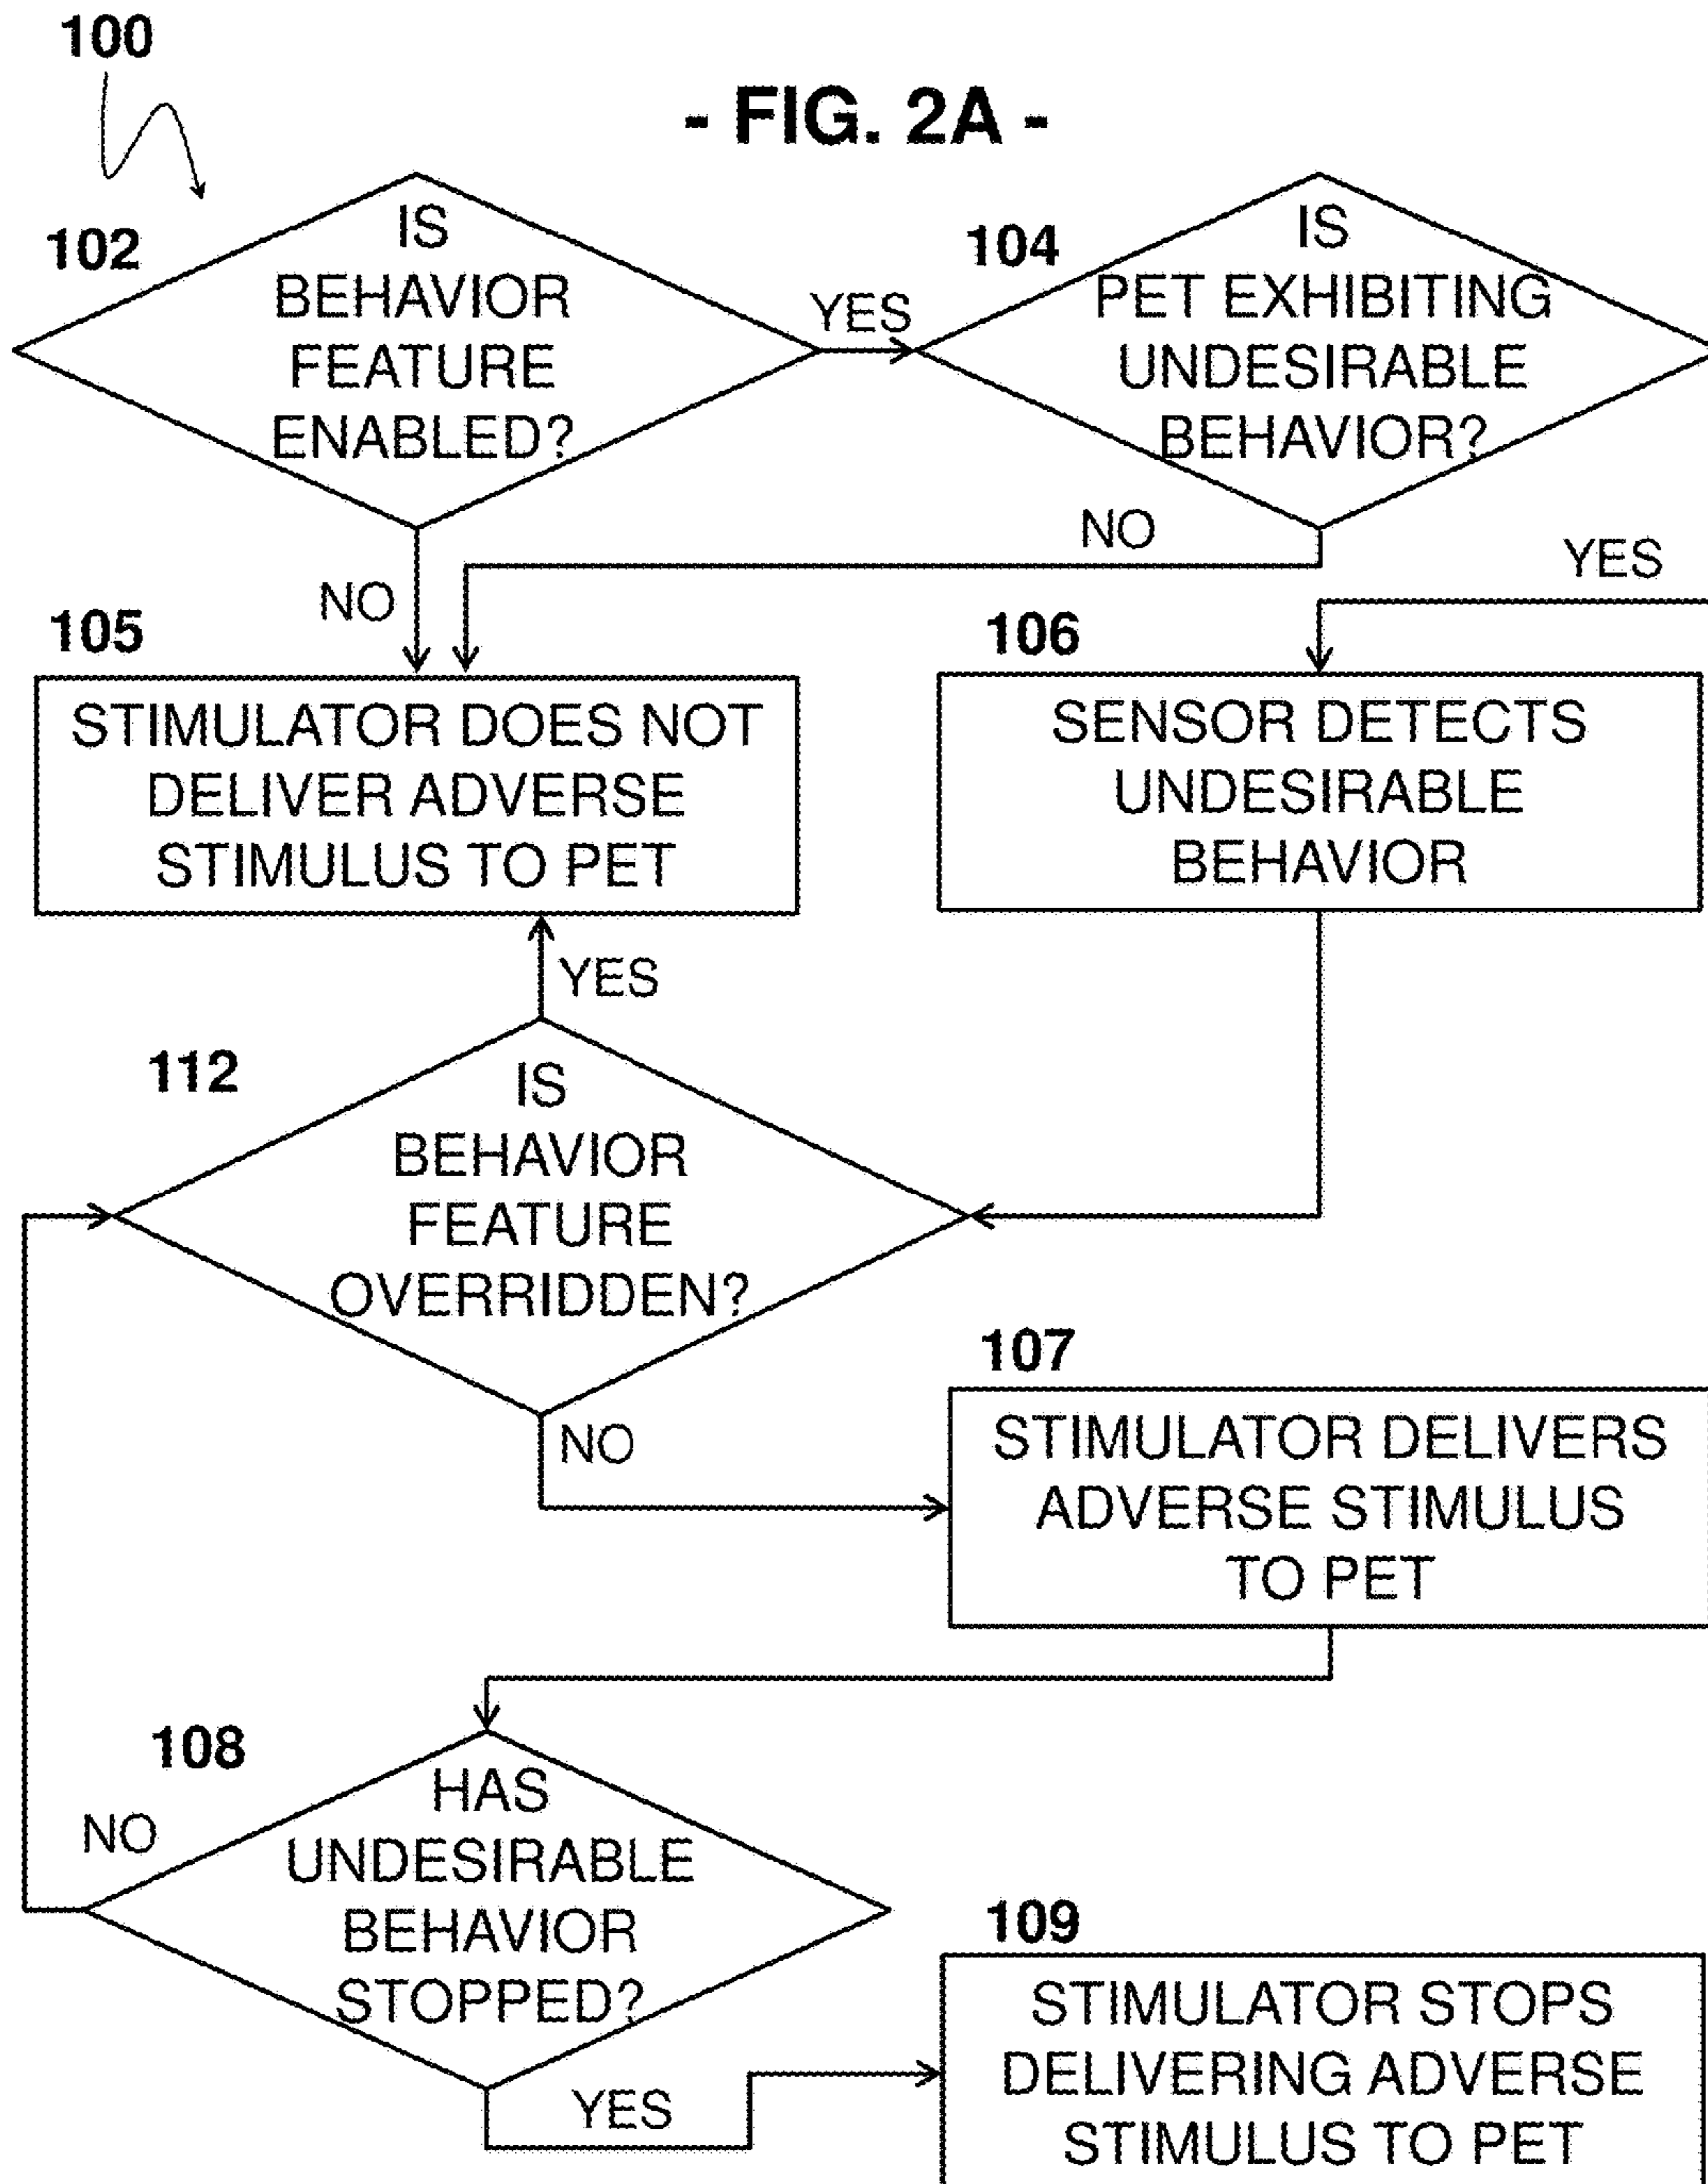 100
- FIG. 2A -
102
IS
BEHAVIOR
FEATURE
ENABLED?
YES
104
IS
PET EXHIBITING
UNDESIRABLE
BEHAVIOR?
NO
NO
YES
105
STIMULATOR DOES NOT
DELIVER ADVERSE
STIMULUS TO PET
106
SENSOR DETECTS
UNDESIRABLE
BEHAVIOR
YES
112
IS
BEHAVIOR
FEATURE
OVERRIDDEN?
NO
107
STIMULATOR DELIVERS
ADVERSE STIMULUS
TO PET
108
HAS
UNDESIRABLE
BEHAVIOR
STOPPED?
NO
YES
109
STIMULATOR STOPS
DELIVERING ADVERSE
STIMULUS TO PET